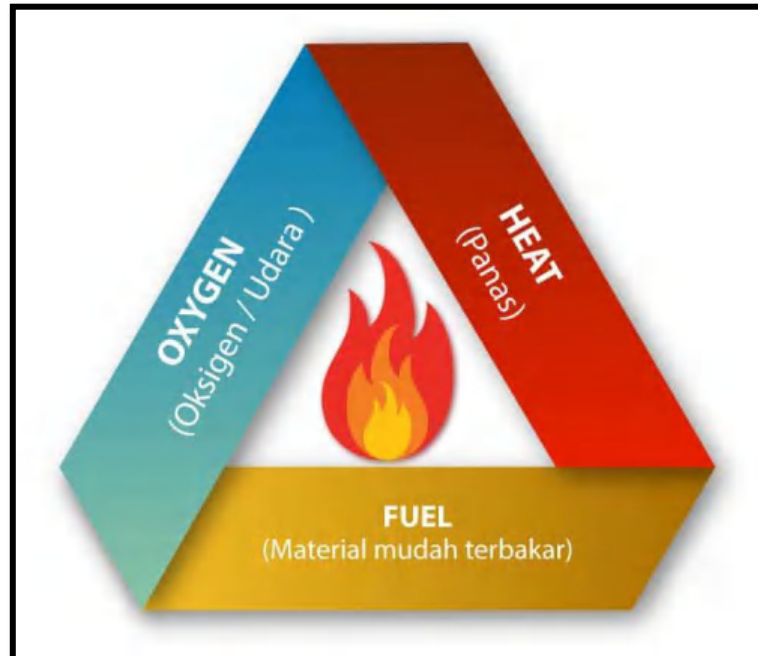 OXYGEN
(Oksigen / Udara )
HEAT
(Panas)
FUEL
(Material mudah terbakar)